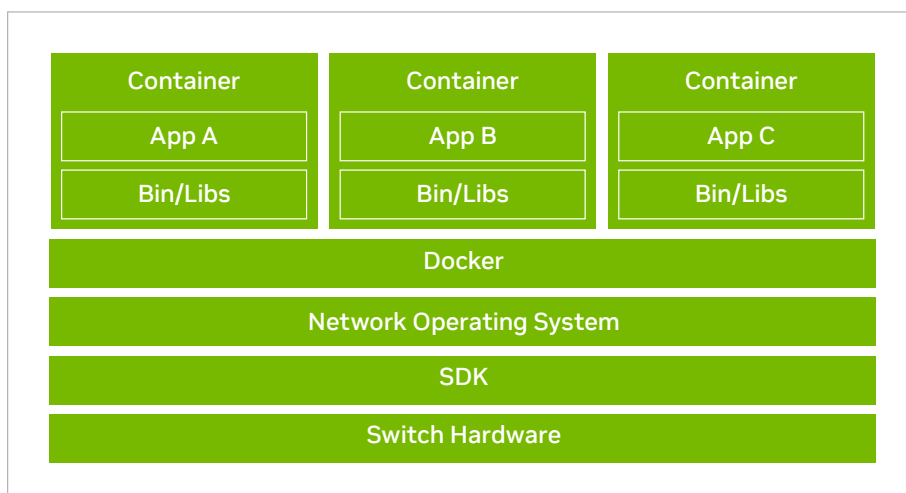 Container
Container
Container
App A
App B
App C
Bin/Libs
Bin/Libs
Bin/Libs
Docker
Network Operating System
SDK
Switch Hardware